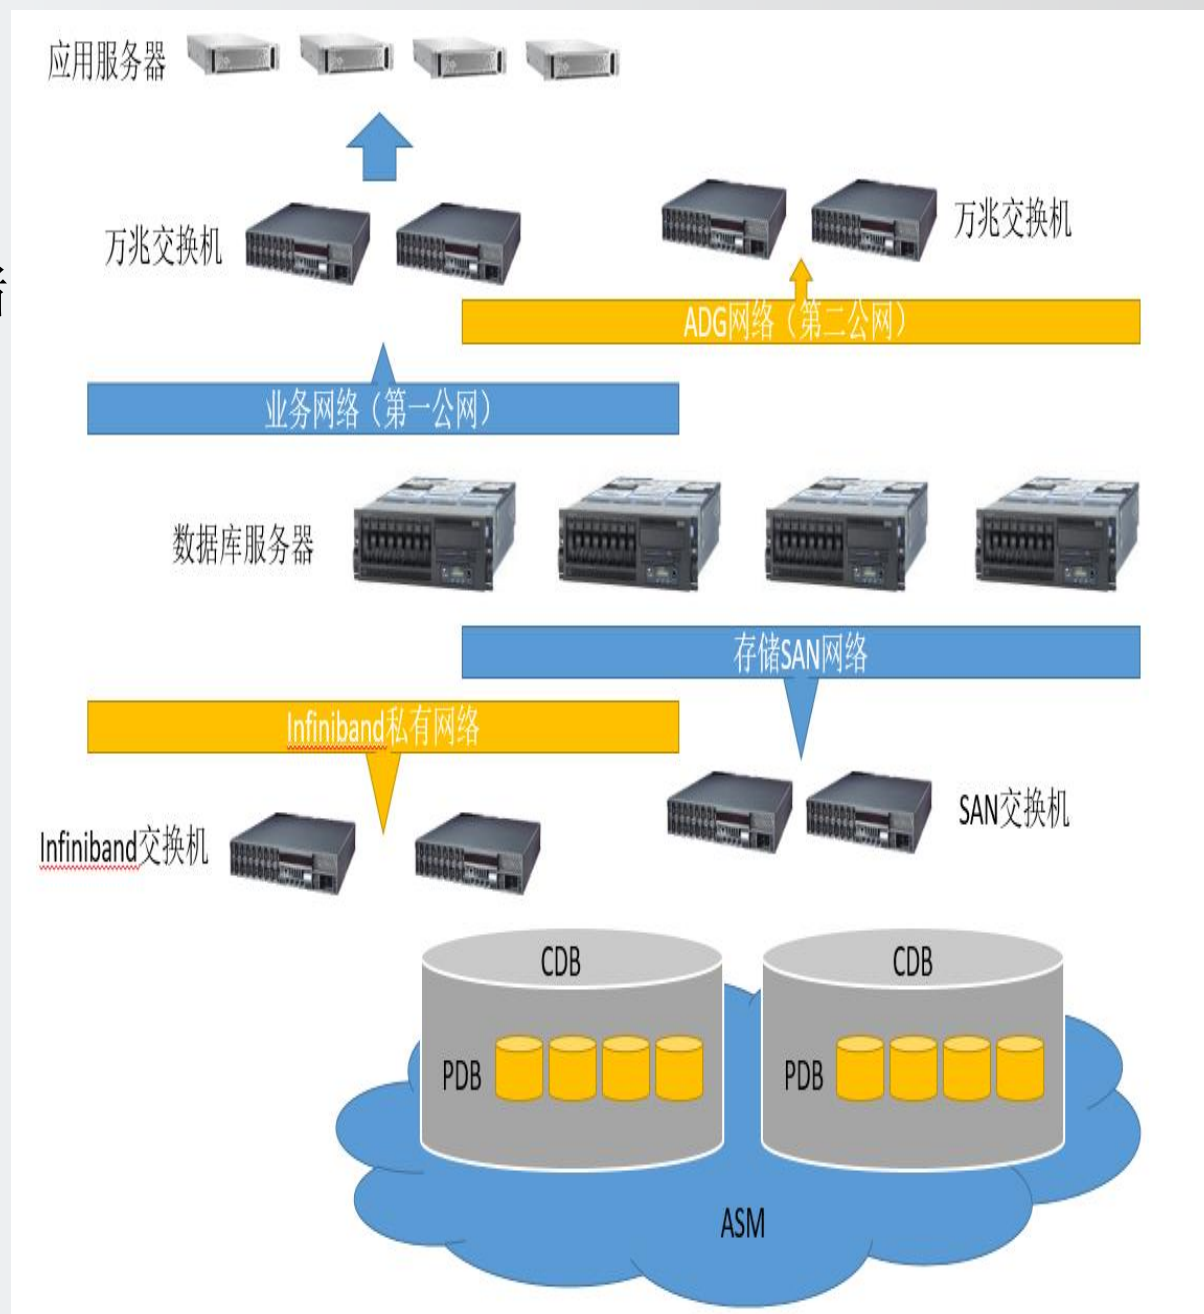 应用服务器
万兆交换机
万兆交换机
ADG网络（第二公网）
业务网络（第一公网）
数据库服务器
存储SAN网络
Infiniband私有网络
SAN交换机
Infiniband交换机
CDB
CDB
PDB
PDB
ASM